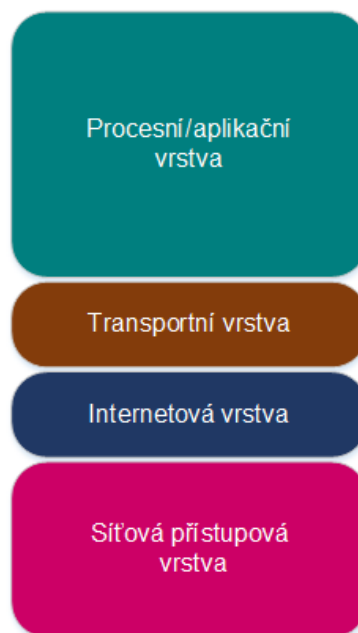 Procesní/aplikační
vrstva
Transportní vrstva
Internetová vrstva
Síťová přístupová
vrstva